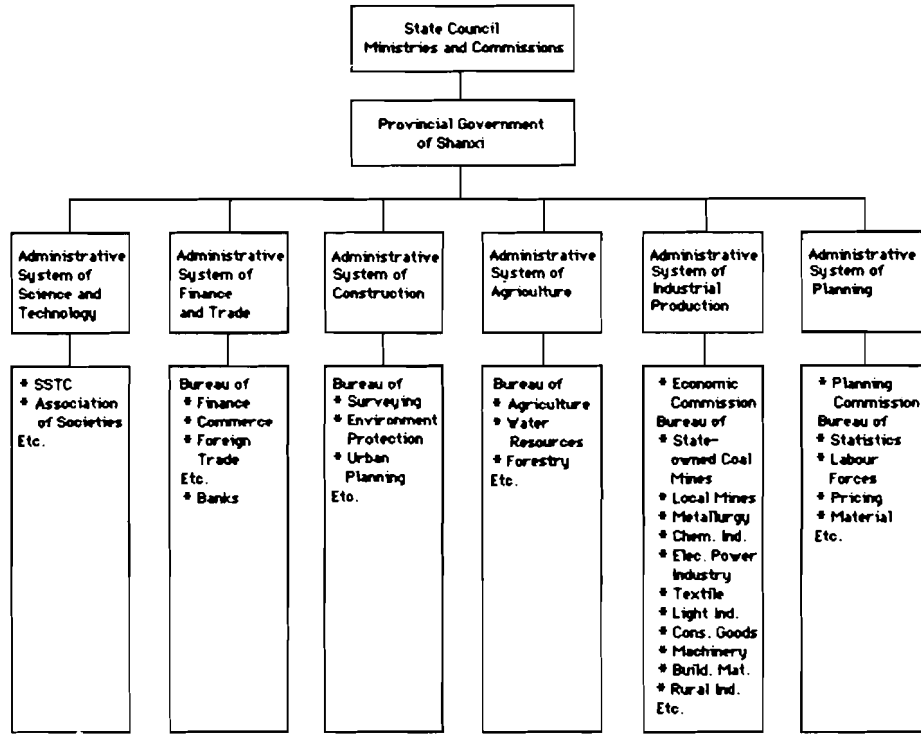 State Council
Ministries and Commissions
Provincial Government
of Shanxi
Administrative
System of
Science and
Technology
Administrative
System of
Finance
and Trade
Administrative
System of
Construction
Administrative
System of
Agriculture
Administrative
System of
Industrial
Production
Administrative
System of
Planning
* SSTC
* Association
of Societies
Etc.
Bureau of
* Finance
* Commerce
* Foreign
Trade
Etc.
* Banks
Bureau of
* Surveying
* Environment
Protection
* Urban
Planning
Etc.
Bureau of
* Agriculture
* Water
Resources
* Forestry
Etc.
* Economic
Commission
Bureau of
* State-
owned Coal
Mines
* Local Mines
* Metallurgy
* Chem. Ind.
* Elec. Power
Industry
* Textile
* Light Ind.
* Cons. Goods
* Machinery
* Build. Mat.
* Rural Ind.
Etc.
* Planning
Commission
Bureau of
* Statistics
* Labour
Forces
* Pricing
* Material
Etc.